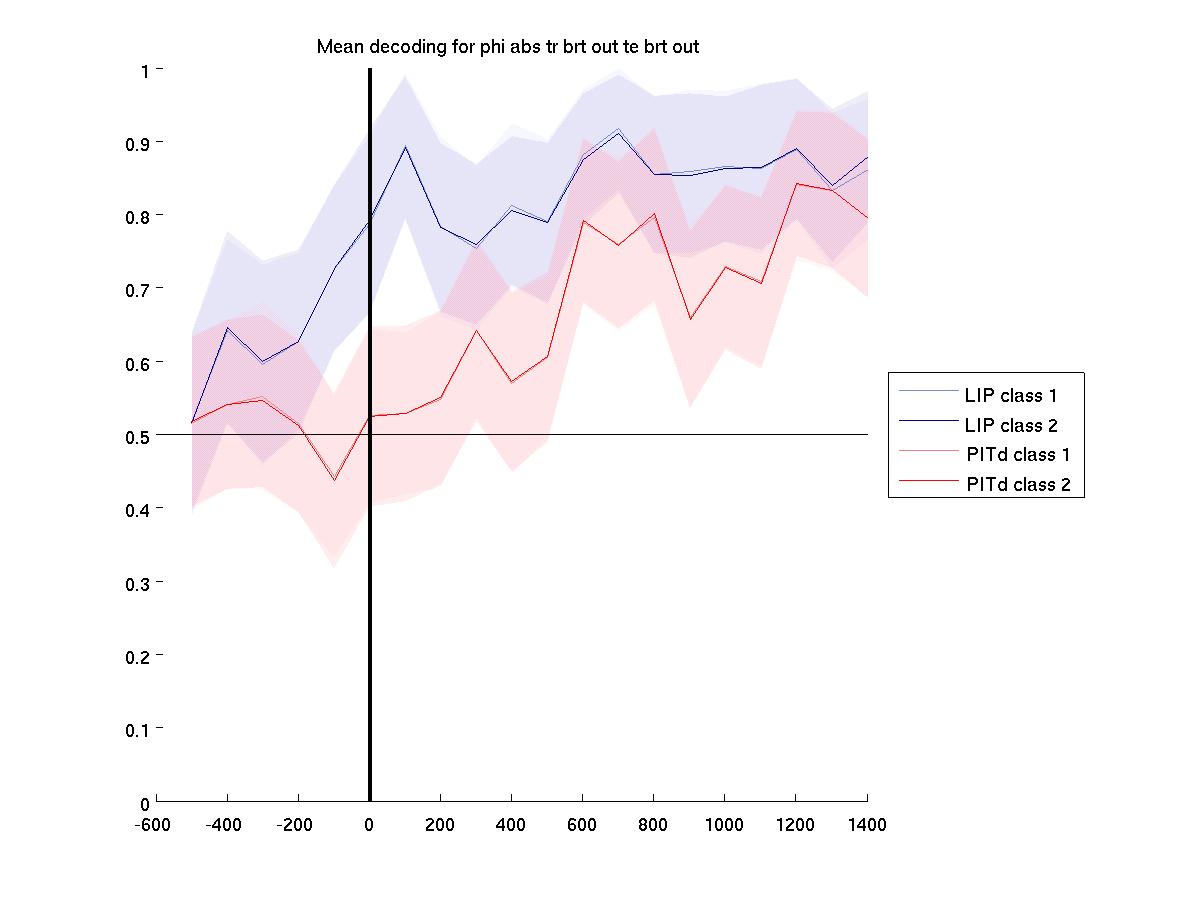 Mean decoding for phi abs tr brt out te brt out
1
0.9
0.8
0.7
0.6
0.5
0.4
0.3
0.2
0.1
0
-600 -400 -200 0 200 400 600 800 1000 1200 1400
LIP class 1
LIP class 2
PITd class 1
PITd class 2